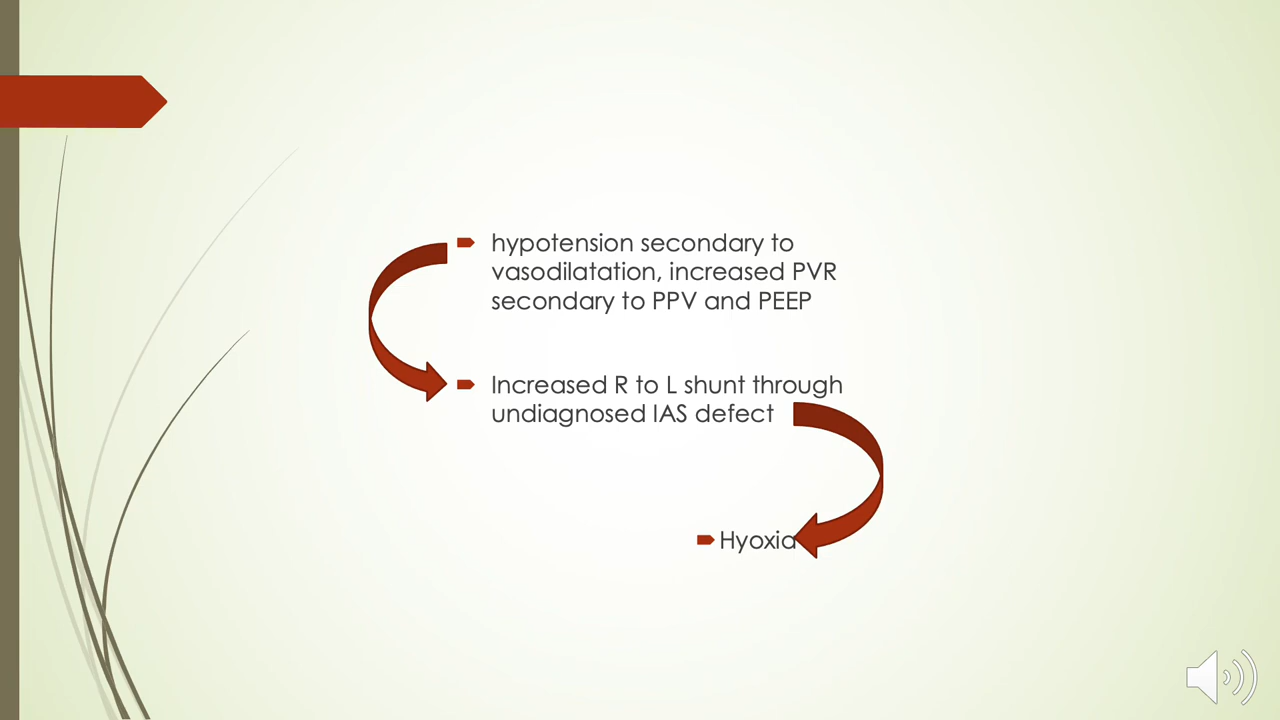 hypotension secondary to
vasodilatation, increased PVR
secondary to PPV and PEEP
Increased R to L shunt through
undiagnosed IAS defect
Hyoxia